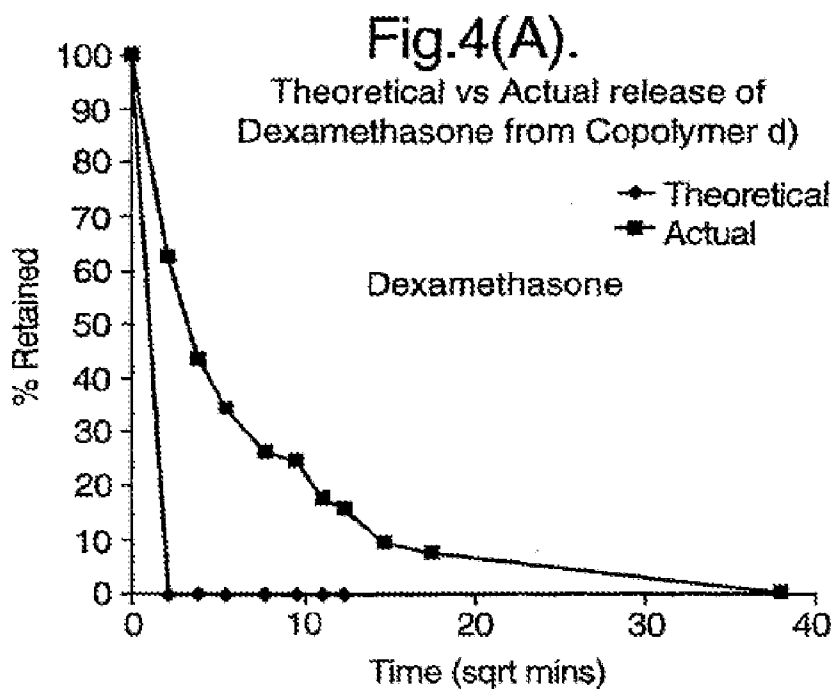 Fig.4(A).
Theoretical vs Actual release of
Dexamethasone from Copolymer d)
Theoretical
Actual
Dexamethasone
% Retained
100
90
80
70
60
50
40
30
20
10
0
0 10 20 30 40
Time (sqrt mins)